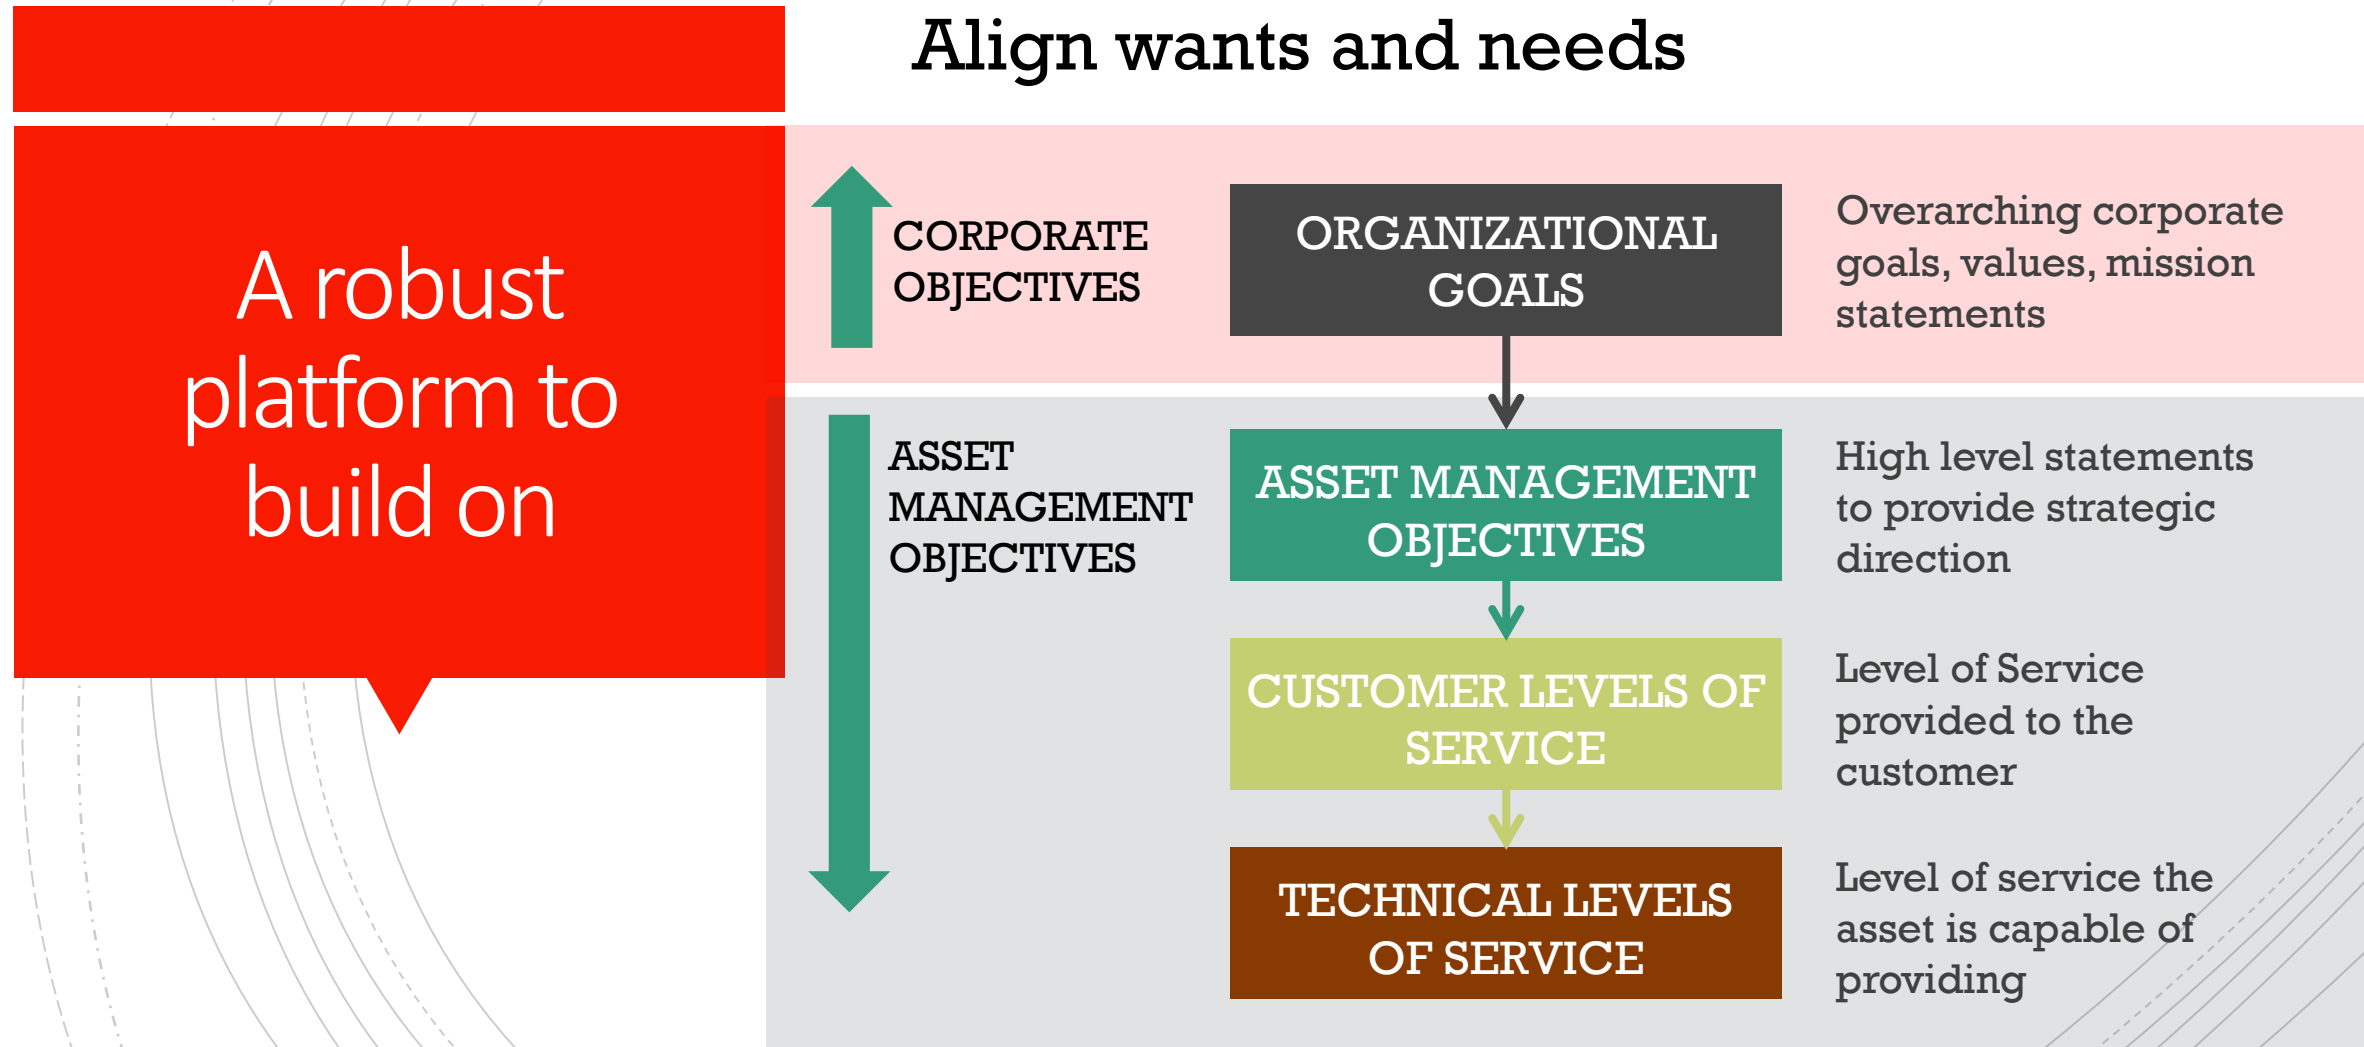 Align wants and needs
A robust
platform to
build on
CORPORATE
OBJECTIVES
ORGANIZATIONAL
GOALS
Overarching corporate
goals, values, mission
statements
ASSET
MANAGEMENT
OBJECTIVES
ASSET MANAGEMENT
OBJECTIVES
High level statements
to provide strategic
direction
CUSTOMER LEVELS OF
SERVICE
Level of Service
provided to the
customer
TECHNICAL LEVELS
OF SERVICE
Level of service the
asset is capable of
providing